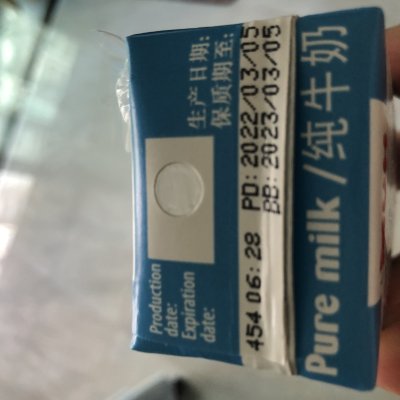 Production
date:
Expiration
date:
生产日期:
保质期至:
454 06:28 PD:2022/03/05
BB:2023/03/05
Pure milk /纯牛奶